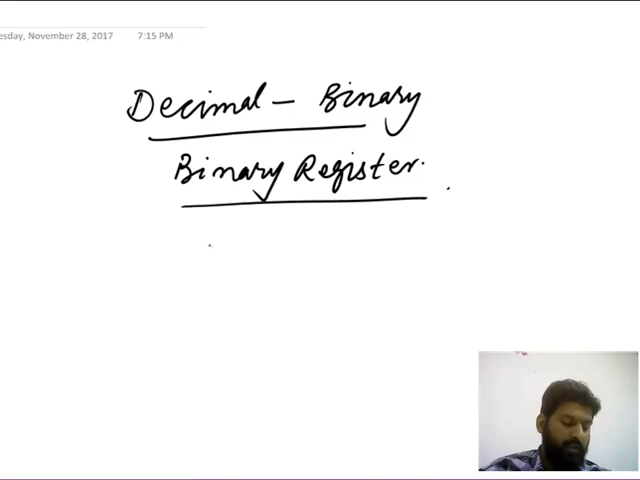 esday, November 28, 2017 7:15 PM
Decimal - Binary
Binary Register.